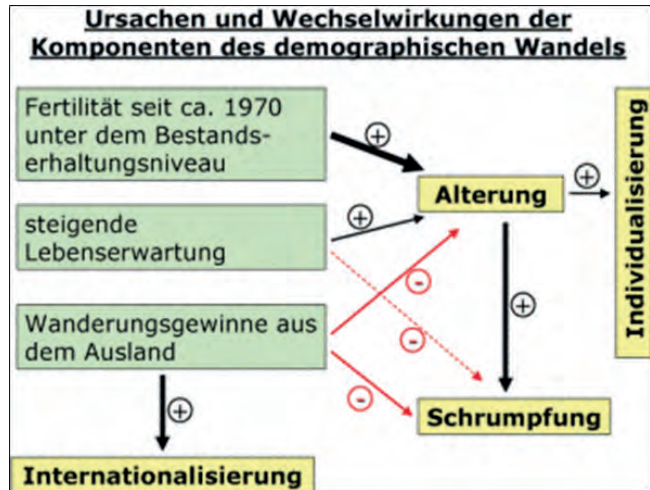 Ursachen und Wechselwirkungen der
Komponenten des demographischen Wandels
Fertilität seit ca. 1970
unter dem Bestands-
erhaltungsniveau
+
Alterung
+
Individualisierung
steigende
Lebenserwartung
+
-
+
-
Wanderungsgewinne aus
dem Ausland
-
+
Schrumpfung
Internationalisierung